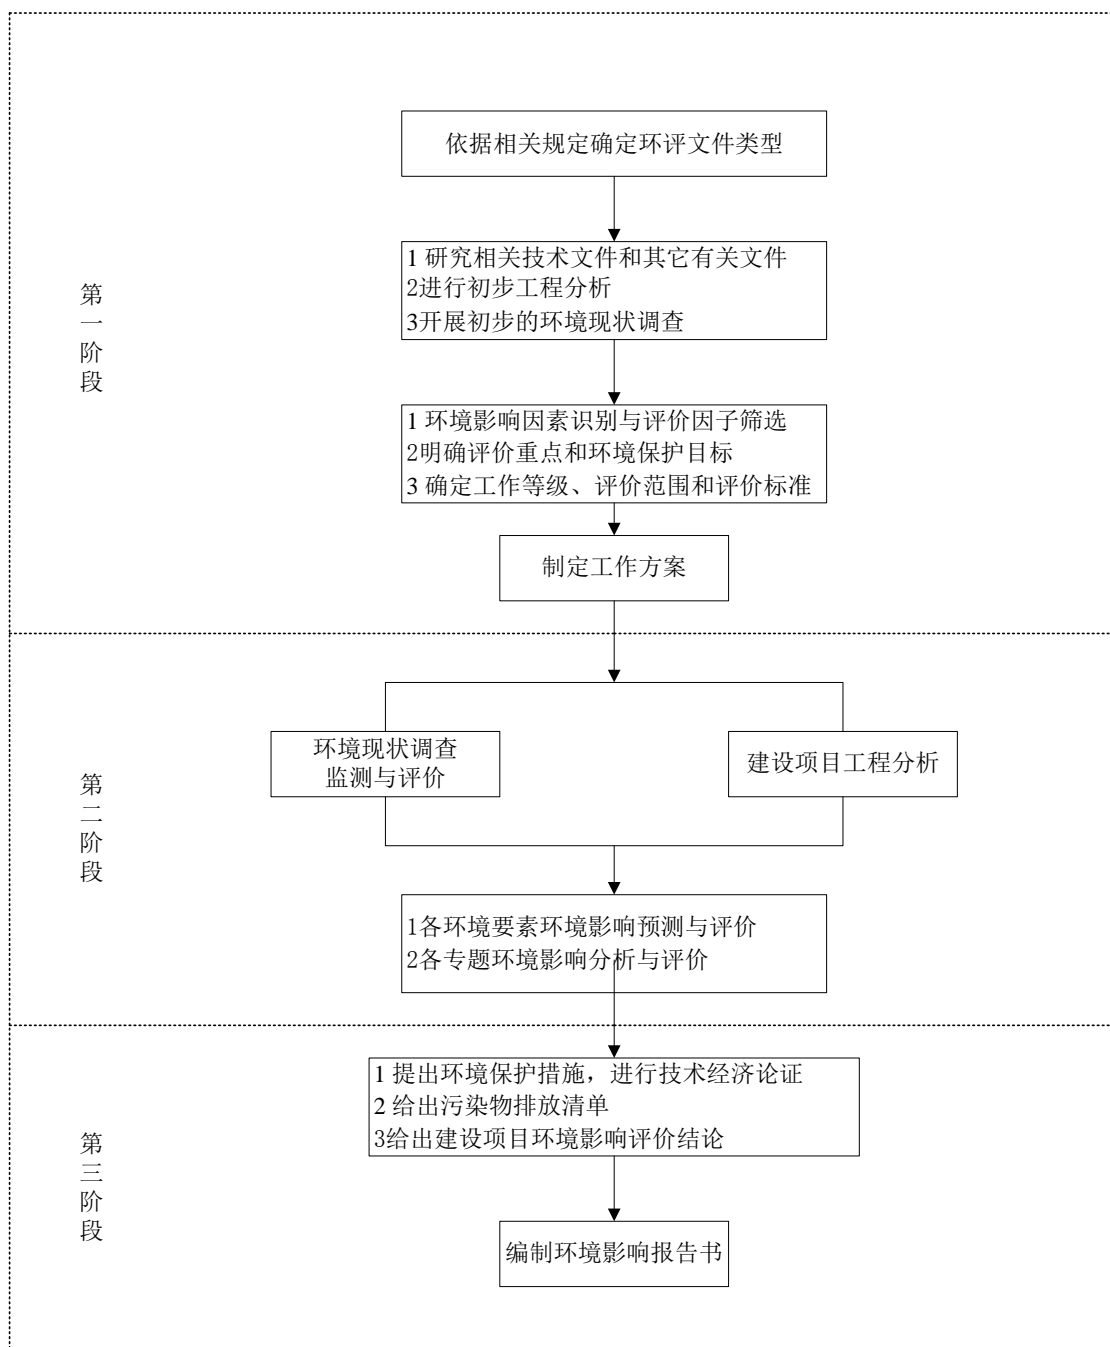 依据相关规定确定环评文件类型
1 研究相关技术文件和其它有关文件
2进行初步工程分析
3开展初步的环境现状调查
第一阶段
1 环境影响因素识别与评价因子筛选
2明确评价重点和环境保护目标
3 确定工作等级、评价范围和评价标准
制定工作方案
环境现状调查
监测与评价
建设项目工程分析
第二阶段
1各环境要素环境影响预测与评价
2各专题环境影响分析与评价
1 提出环境保护措施，进行技术经济论证
2 给出污染物排放清单
3给出建设项目环境影响评价结论
第三阶段
编制环境影响报告书